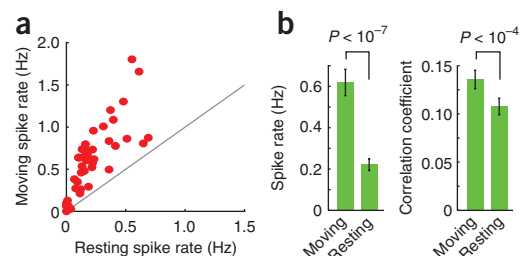 a
Moving spike rate (Hz)
2.0
1.5
1.0
0.5
0
0 0.5 1.0 1.5
Resting spike rate (Hz)
b
P < 10−7
Spike rate (Hz)
0.6
0.4
0.2
0
Moving
Resting
P < 10−4
Correlation coefficient
0.15
0.10
0.05
0
Moving
Resting